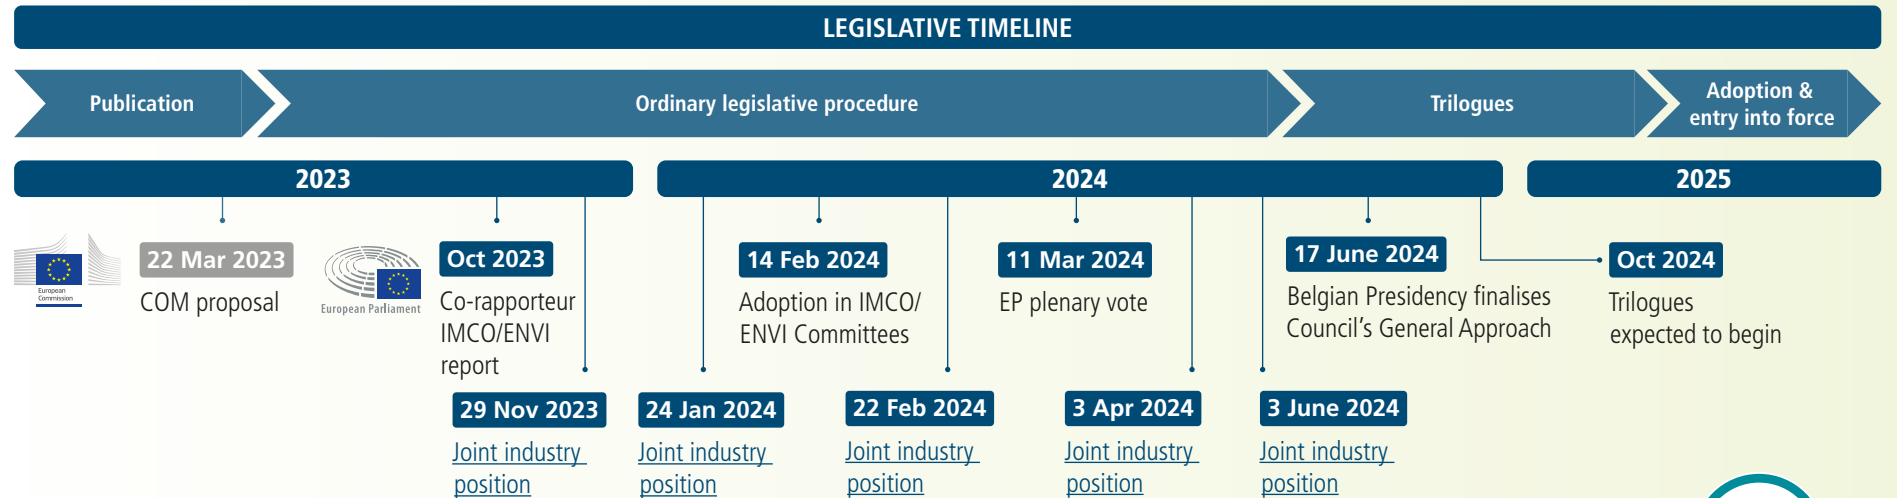 LEGISLATIVE TIMELINE
Publication
Ordinary legislative procedure
Trilogues
Adoption &
entry into force
2023
2024
2025
European
Commission
22 Mar 2023
COM proposal
European Parliament
Oct 2023
Co-rapporteur
IMCO/ENVI
report
14 Feb 2024
Adoption in IMCO/
ENVI Committees
11 Mar 2024
EP plenary vote
17 June 2024
Belgian Presidency finalises
Council's General Approach
Oct 2024
Trilogues
expected to begin
29 Nov 2023
Joint industry
position
24 Jan 2024
Joint industry
position
22 Feb 2024
Joint industry
position
3 Apr 2024
Joint industry
position
3 June 2024
Joint industry
position